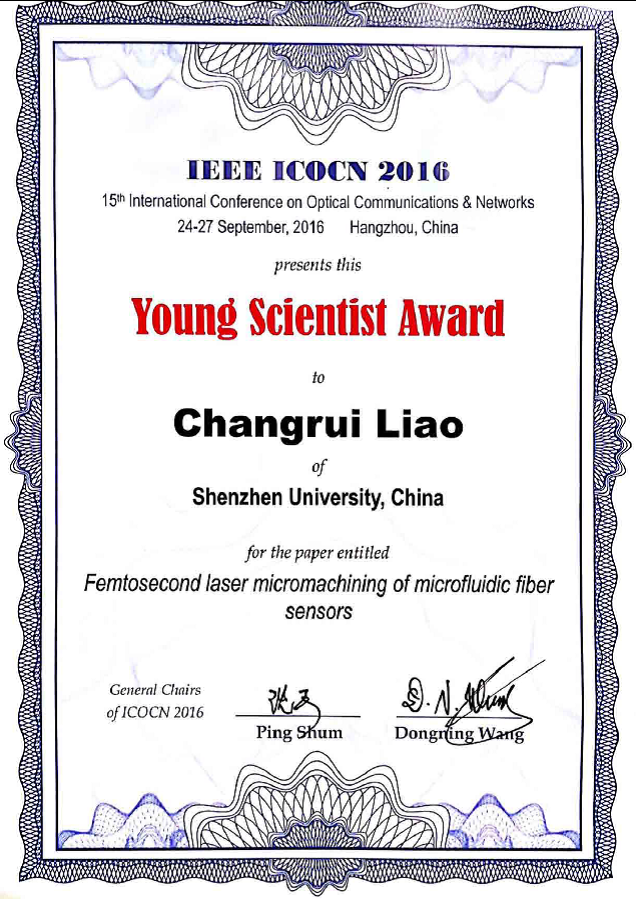 IEEE ICOCN 2016
15th International Conference on Optical Communications & Networks
24-27 September, 2016 Hangzhou, China
presents this
Young Scientist Award
to
Changrui Liao
of
Shenzhen University, China
for the paper entitled
Femtosecond laser micromachining of microfluidic fiber
sensors
General Chairs
of ICOCN 2016
D. N. Wang
Ping Shum
Dongning Wang